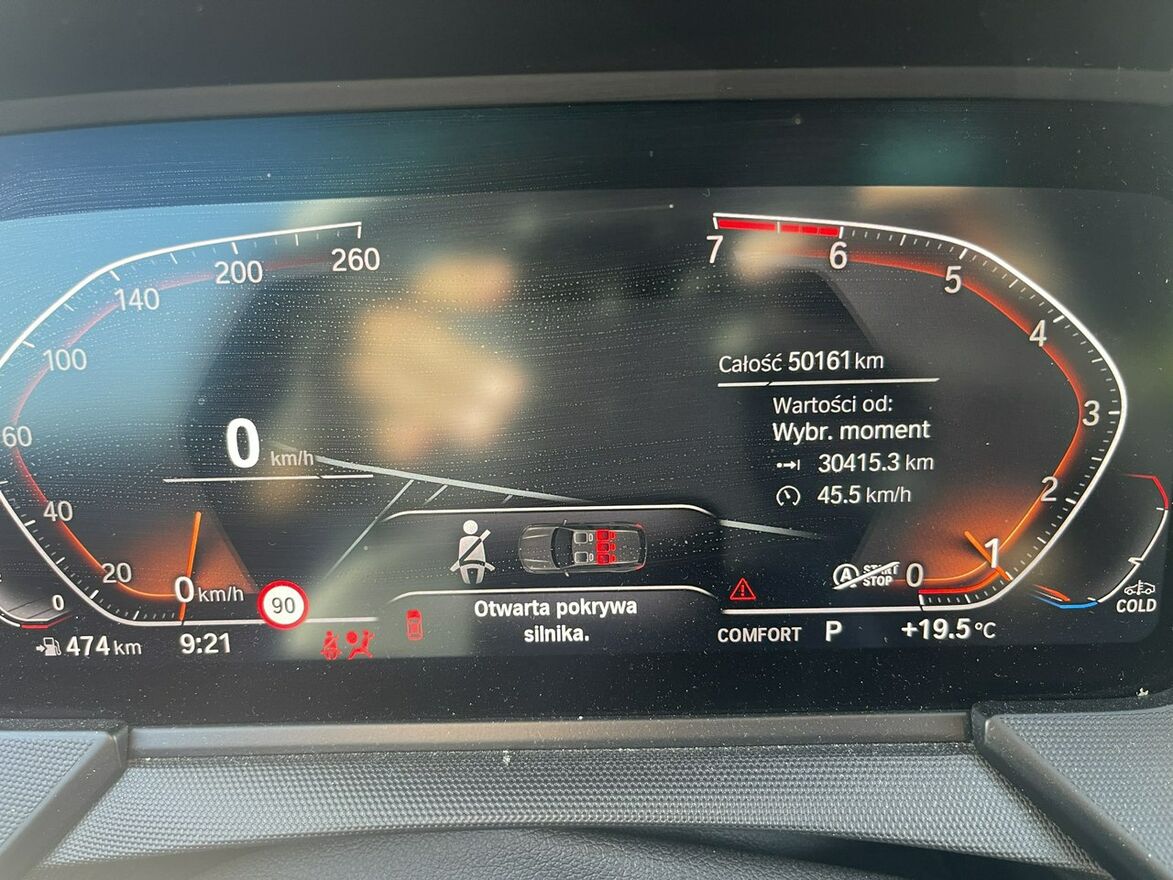 260
200
140
100
60
40
20
0 km/h
0 km/h
90
0
474 km
9:21
7
6
5
4
3
2
1
0
Całość 50161 km
Wartości od:
Wybr. moment
30415.3 km
45.5 km/h
A START
STOP
Otwarta pokrywa
silnika.
COMFORT P
+19.5°C
COLD